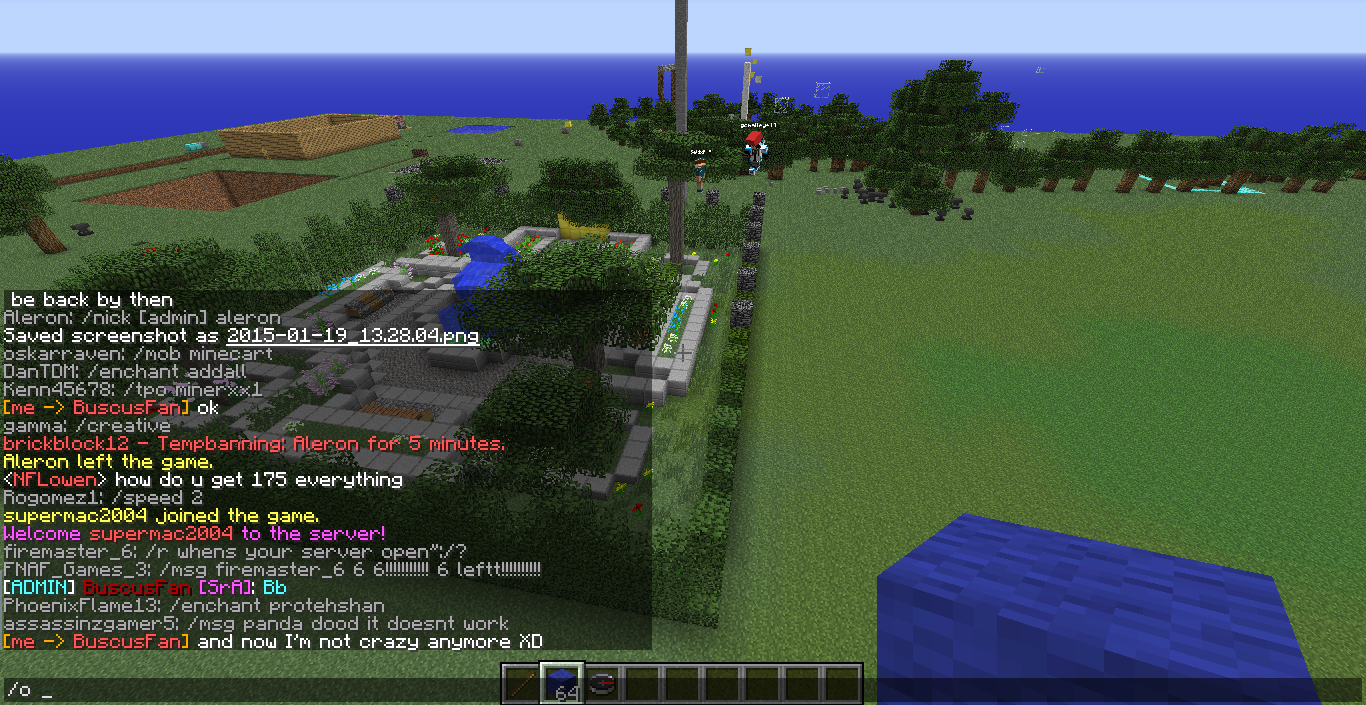 be back by then
Aleron: /nick [admin] aleron
Saved screenshot as 2015-01-19_13.28.04.png
oskarraven: /mob minecart
DanTDM: /enchant addall
Kenn45678: /tpo minerxx1
[me -> BuscusFan] ok
gamma: /creative
brickblock12 - Tempbanning: Aleron for 5 minutes.
Aleron left the game.
<NFLowen> how do u get 175 everything
Rogomez1: /speed 2
supermac2004 joined the game.
Welcome supermac2004 to the server!
firemaster_6: /r whens your server open":/?
FNAF_Games_3: /msg firemaster_6 6 6!!!!!!!!!! 6 leftt!!!!!!!!!
[ADMIN] BuscusFan [SrA]: Bb
PhoenixFlame13: /enchant protehshan
assassinzgamer5: /msg panda dood it doesnt work
[me -> BuscusFan] and now I'm not crazy anymore XD
/o _
64